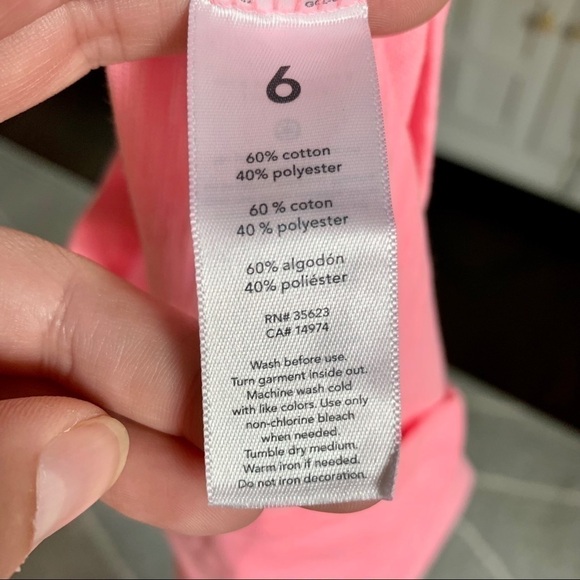 6
60% cotton
40% polyester
60 % coton
40 % polyester
60% algodón
40% poliéster
RN# 35623
CA# 14974
Wash before use.
Turn garment inside out.
Machine wash cold
with like colors. Use only
non-chlorine bleach
when needed.
Tumble dry medium.
Warm iron if needed.
Do not iron decoration.